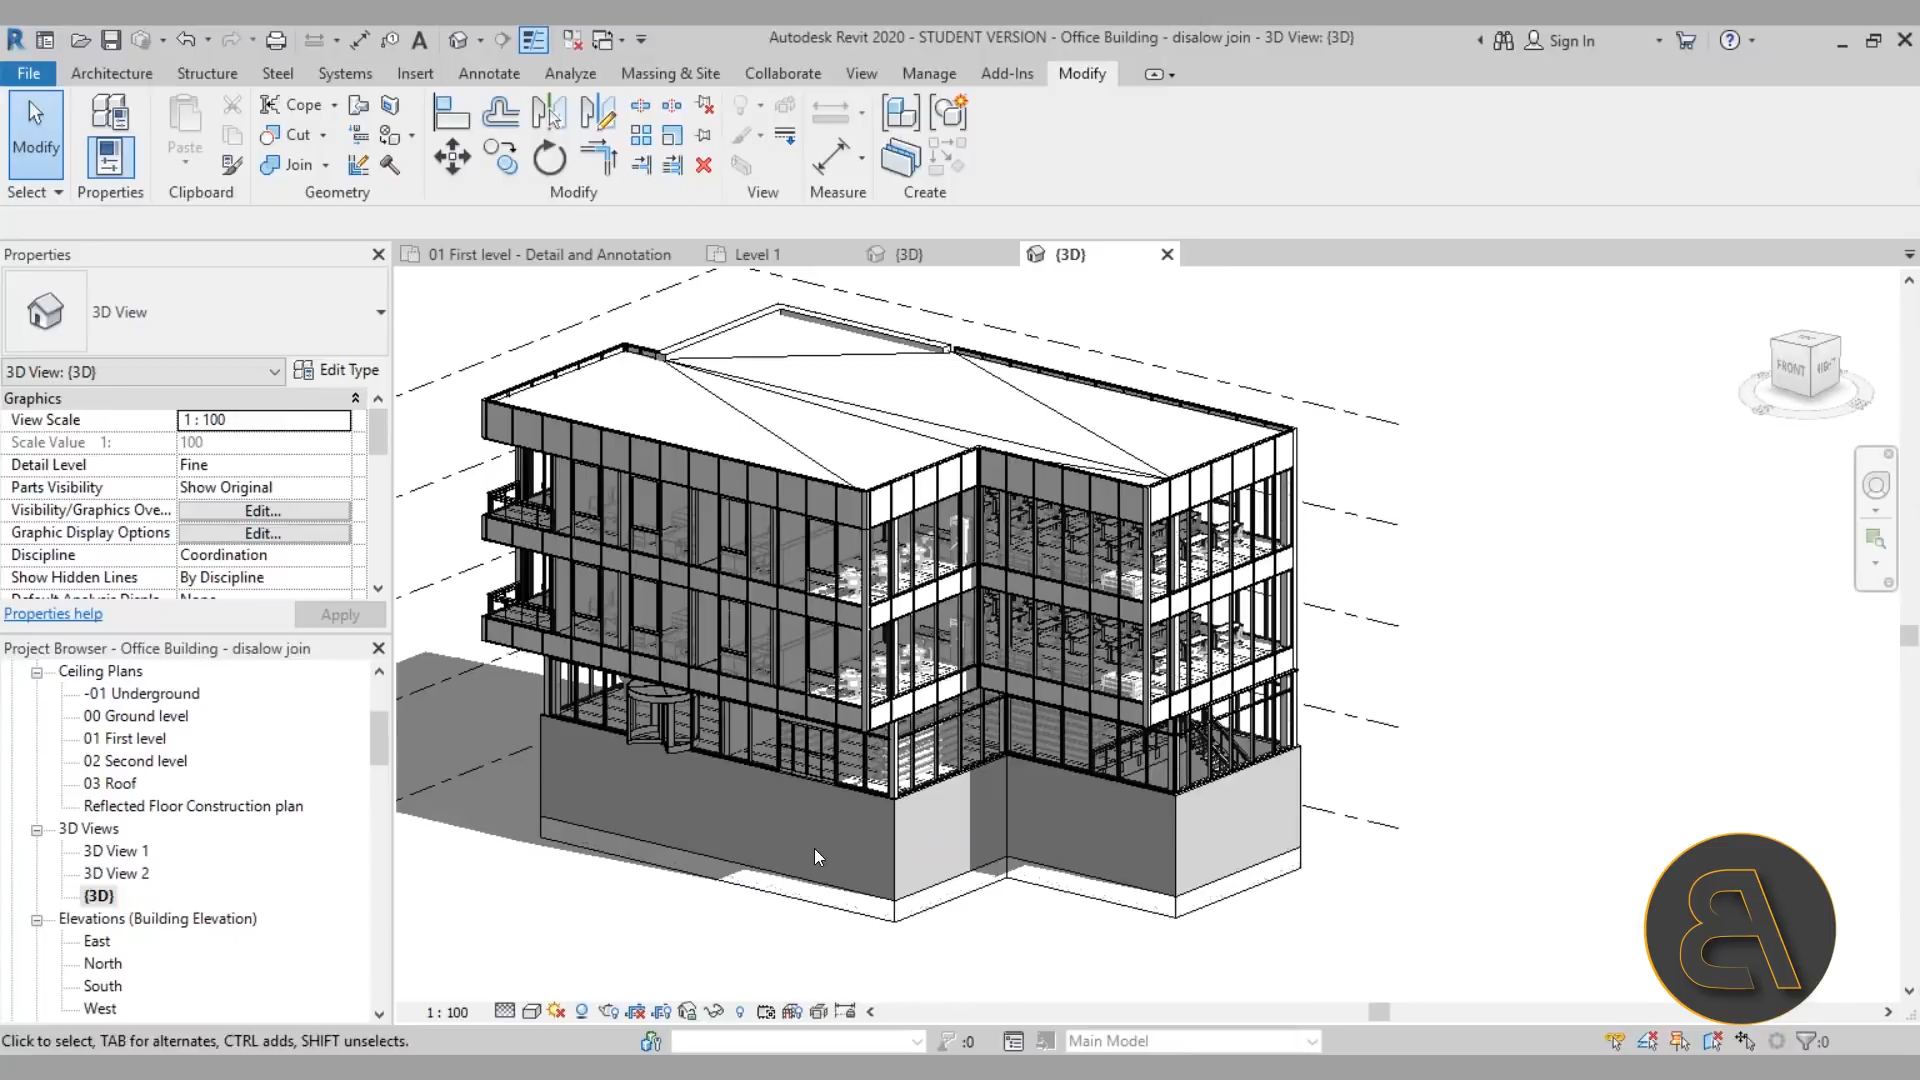 Autodesk Revit 2020 - STUDENT VERSION - Office Building - disalow join - 3D View: {3D}
Sign In
File Architecture Structure Steel Systems Insert Annotate Analyze Massing & Site Collaborate View Manage Add-Ins Modify
Modify
Paste
Cope
Cut
Join
Select
Properties
Clipboard
Geometry
Modify
View
Measure
Create
Properties
3D View
3D View: {3D}
Edit Type
Graphics
View Scale 1 : 100
Scale Value 1: 100
Detail Level Fine
Parts Visibility Show Original
Visibility/Graphics Ove... Edit...
Graphic Display Options Edit...
Discipline Coordination
Show Hidden Lines By Discipline
Properties help
Apply
Project Browser - Office Building - disalow join
Ceiling Plans
-01 Underground
00 Ground level
01 First level
02 Second level
03 Roof
Reflected Floor Construction plan
3D Views
3D View 1
3D View 2
{3D}
Elevations (Building Elevation)
East
North
South
West
01 First level - Detail and Annotation
Level 1
{3D}
{3D}
FRONT
RIGHT
1 : 100
Click to select, TAB for alternates, CTRL adds, SHIFT unselects.
:0
Main Model
:0